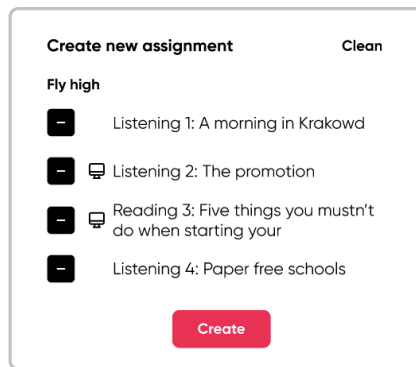 Create new assignment Clean
Fly high
Listening 1: A morning in Krakowd
Listening 2: The promotion
Reading 3: Five things you mustn't
do when starting your
Listening 4: Paper free schools
Create